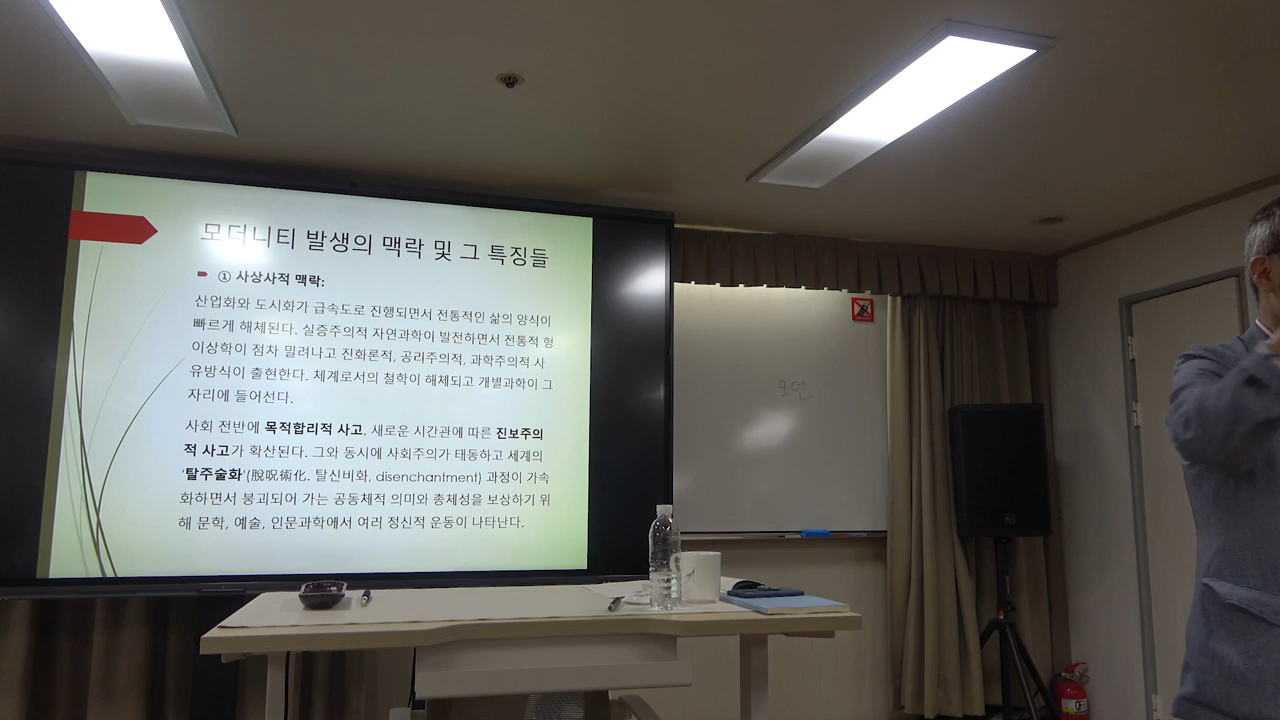 모더니티 발생의 맥락 및 그 특징들
① 사상사적 맥락:
산업화와 도시화가 급속도로 진행되면서 전통적인 삶의 양식이
빠르게 해체된다. 실증주의적 자연과학이 발전하면서 전통적 형
이상학이 점차 밀려나고 진화론적, 공리주의적, 과학주의적 사
유방식이 출현한다. 체계로서의 철학이 해체되고 개별과학이 그
자리에 들어선다.
사회 전반에 목적합리적 사고, 새로운 시간관에 따른 진보주의
적 사고가 확산된다. 그와 동시에 사회주의가 태동하고 세계의
'탈주술화'(脫呪術化. 탈신비화, disenchantment) 과정이 가속
화하면서 붕괴되어 가는 공동체적 의미와 총체성을 보상하기 위
해 문학, 예술, 인문과학에서 여러 정신적 운동이 나타난다.
모던